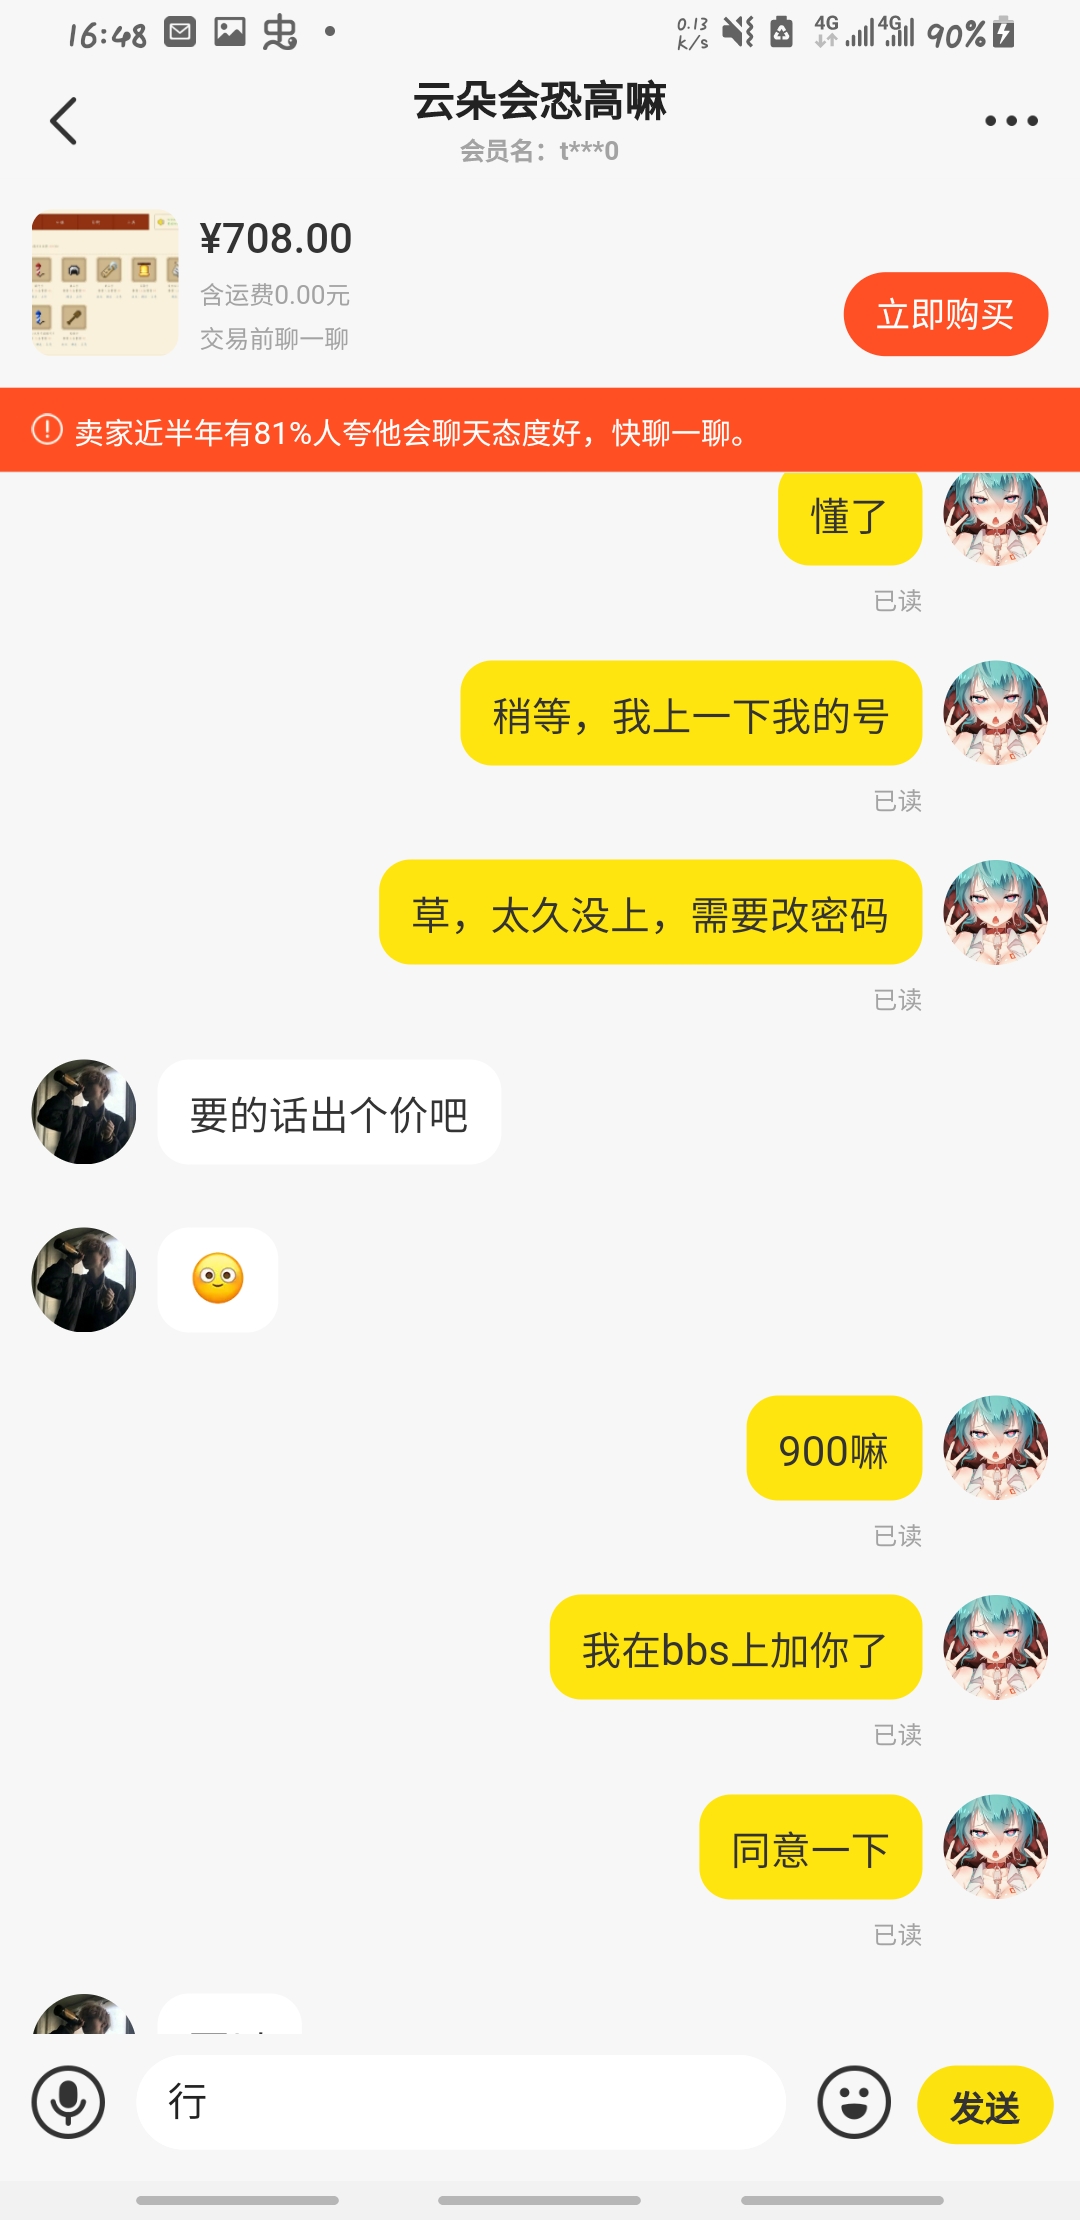 16:48
0.13
k/s
4G
4G
90%
云朵会恐高嘛
会员名：t***0
¥708.00
含运费0.00元
交易前聊一聊
立即购买
卖家近半年有81%人夸他会聊天态度好，快聊一聊。
懂了
已读
稍等，我上一下我的号
已读
草，太久没上，需要改密码
已读
要的话出个价吧
900嘛
已读
我在bbs上加你了
已读
同意一下
已读
行
发送